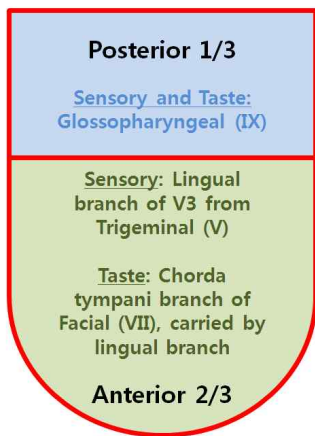 Posterior 1/3
Sensory and Taste:
Glossopharyngeal (IX)
Sensory: Lingual
branch of V3 from
Trigeminal (V)
Taste: Chorda
tympani branch of
Facial (VII), carried by
lingual branch
Anterior 2/3